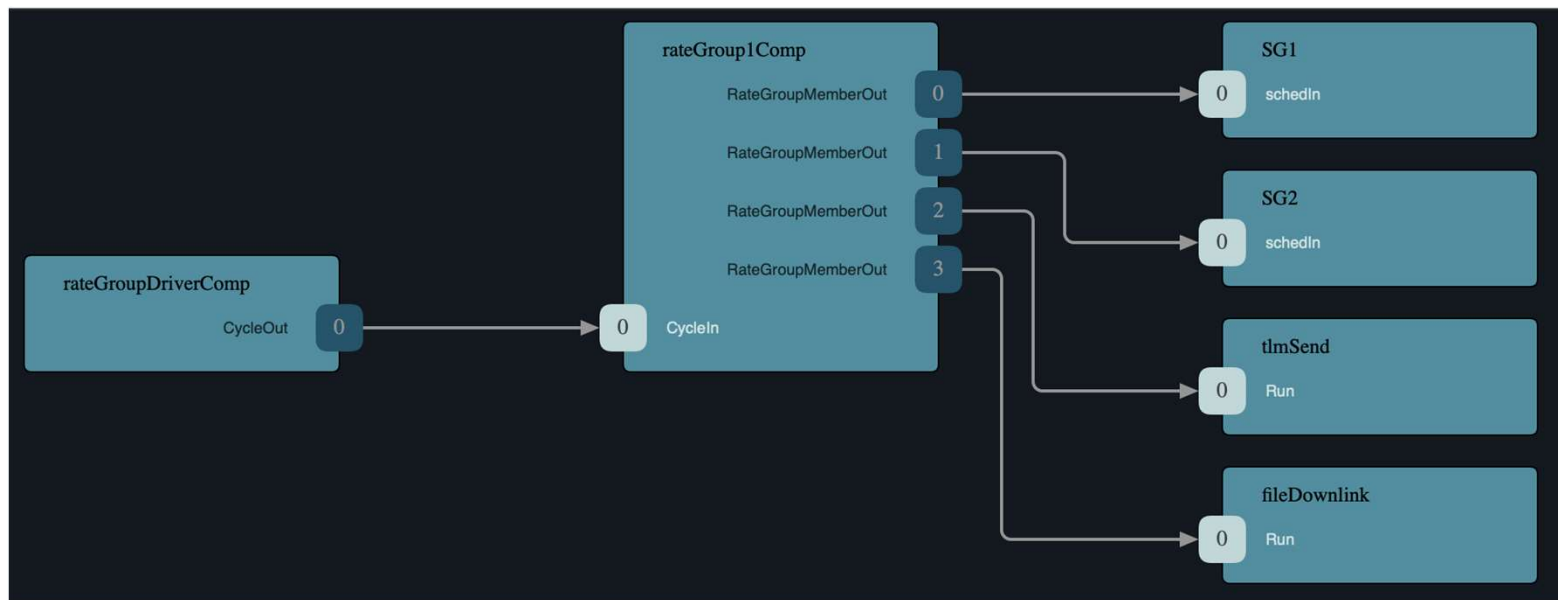 rateGroupDriverComp
CycleOut 0
rateGroup1Comp
RateGroupMemberOut 0
RateGroupMemberOut 1
RateGroupMemberOut 2
RateGroupMemberOut 3
0 CycleIn
SG1
0 schedIn
SG2
0 schedIn
tlmSend
0 Run
fileDownlink
0 Run